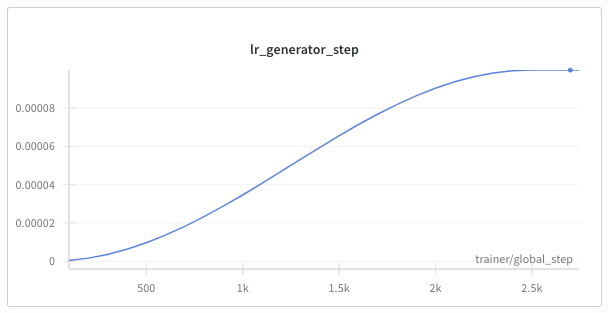 lr_generator_step
0.00008
0.00006
0.00004
0.00002
0
trainer/global_step
500
1k
1.5k
2k
2.5k